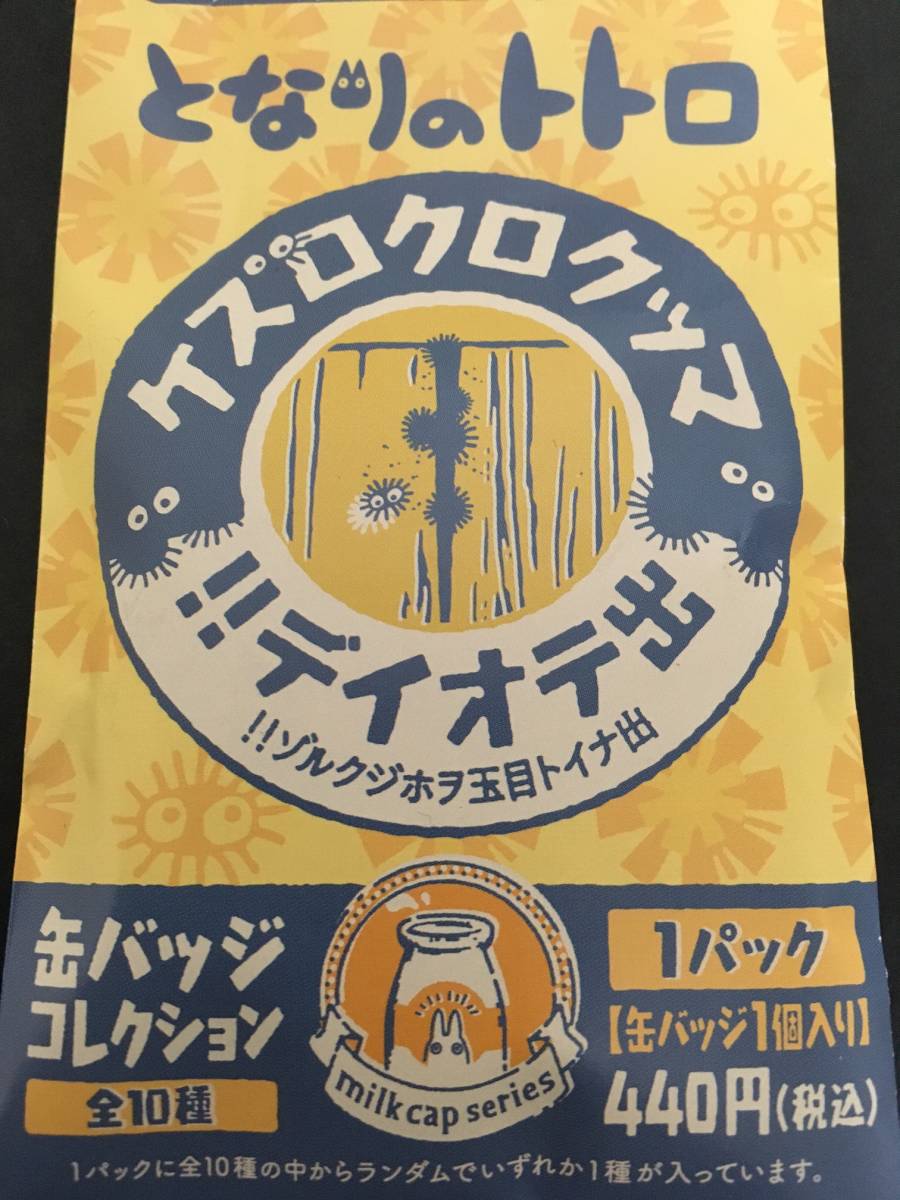 となりのトトロ
マックロクロスケ
出テオイデ!!
出ナイト目玉ヲホジクルゾ!!
缶バッジ
コレクション
全10種
milk cap series
1パック
【缶バッジ1個入り】
440円(税込)
1パックに全10種の中からランダムでいずれか1種が入っています。